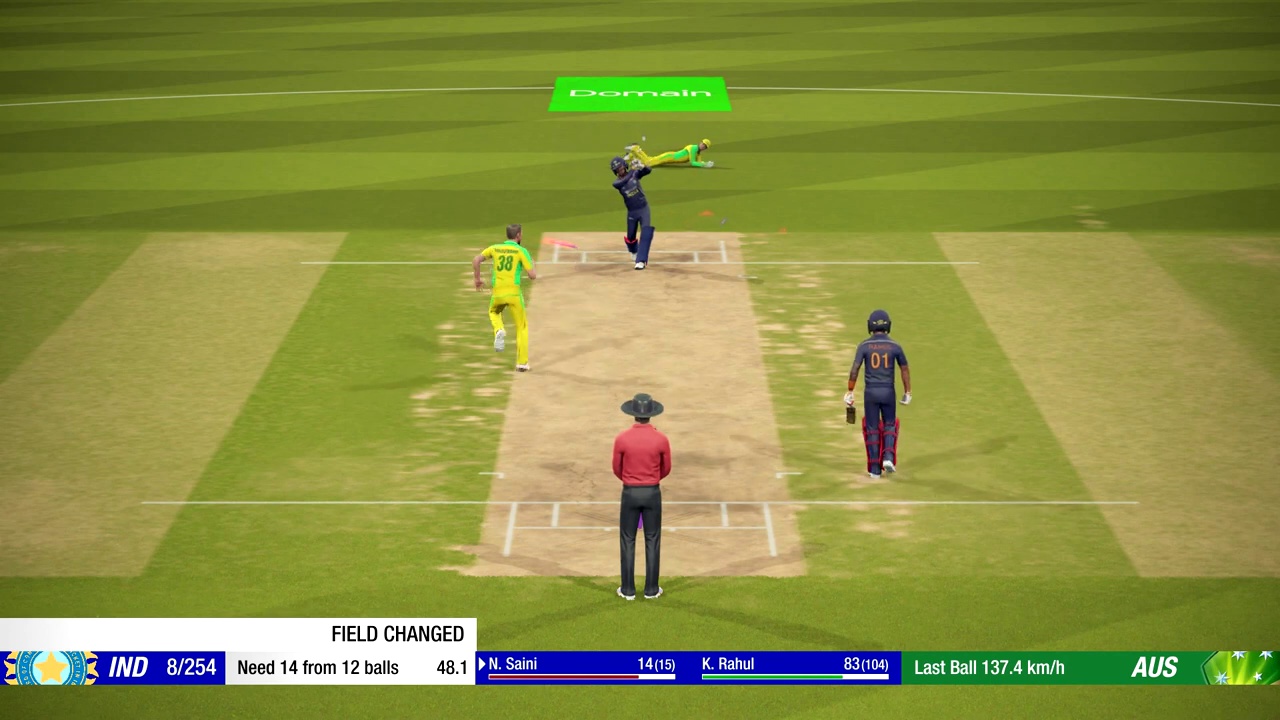 Domain
38
01
FIELD CHANGED
IND 8/254 Need 14 from 12 balls 48.1 N. Saini 14(15) K. Rahul 83(104) Last Ball 137.4 km/h AUS